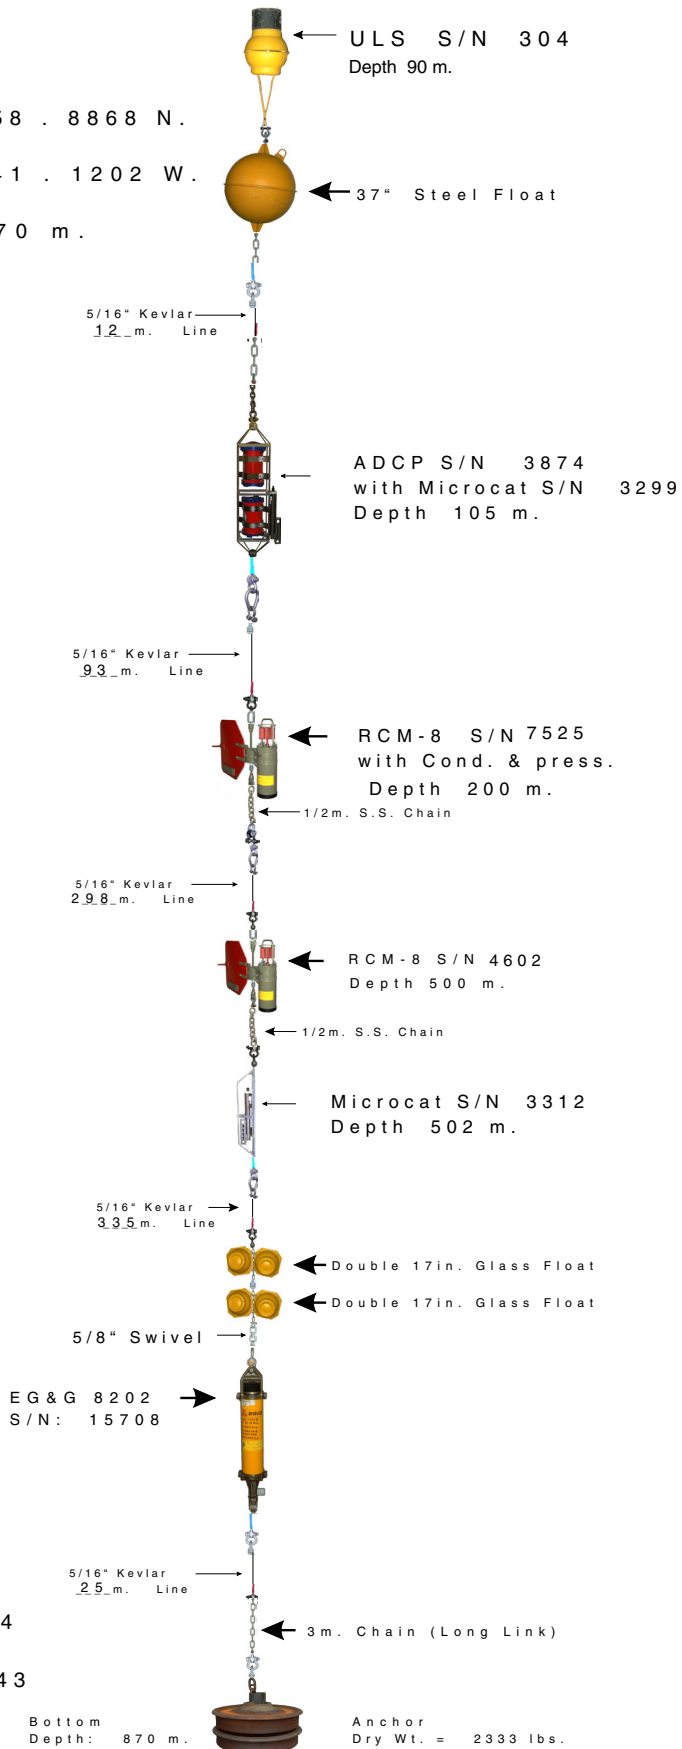 ULS S/N 304
Depth 90 m.
8868 N.
. 1202 W.
m.
37“ Steel Float
5/16“ Kevlar
12 m. Line
ADCP S/N 3874
with Microcat S/N 3299
Depth 105 m.
5/16“ Kevlar
93 m. Line
RCM-8 S/N 7525
with Cond. & press.
Depth 200 m.
1/2m. S.S. Chain
5/16“ Kevlar
298 m. Line
RCM-8 S/N 4602
Depth 500 m.
1/2m. S.S. Chain
Microcat S/N 3312
Depth 502 m.
5/16“ Kevlar
335 m. Line
Double 17in. Glass Float
Double 17in. Glass Float
5/8“ Swivel
EG&G 8202
S/N: 15708
5/16“ Kevlar
25 m. Line
4
3m. Chain (Long Link)
43
Bottom
Depth: 870 m.
Anchor
Dry Wt. = 2333 lbs.